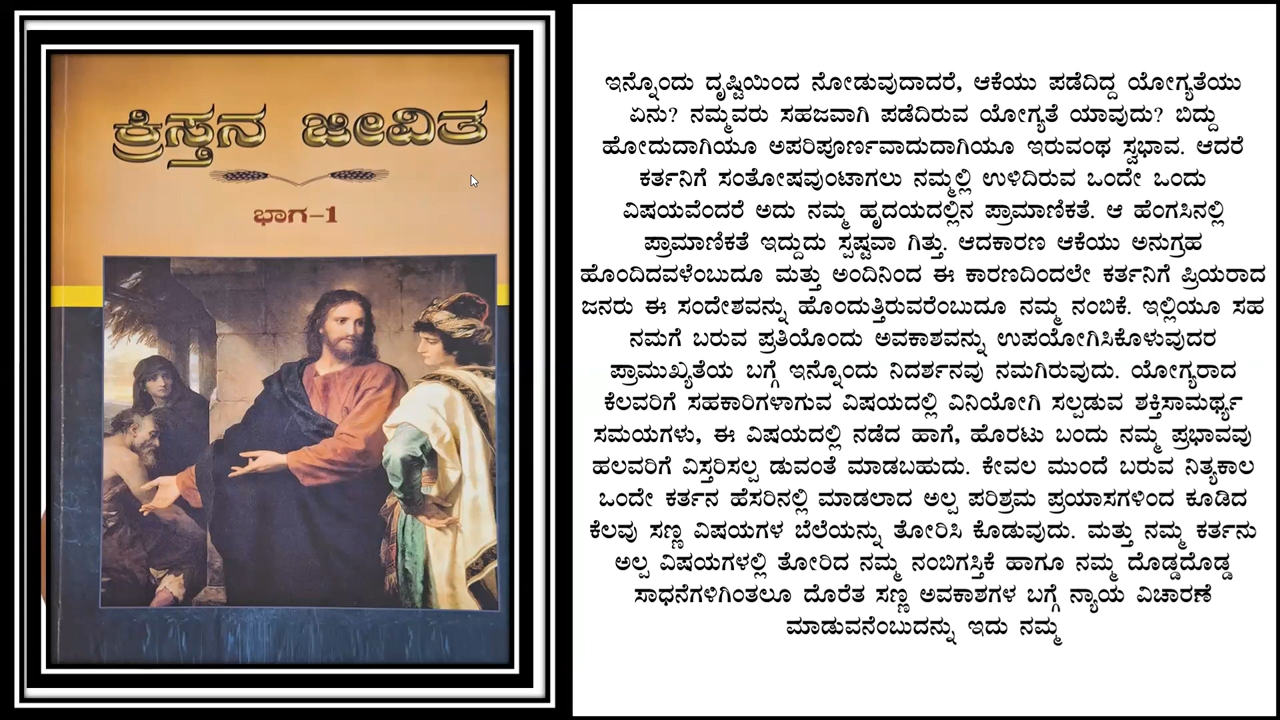 ಕ್ರಿಸ್ತನ ಜೀವಿತ
ಭಾಗ-1
ಇನ್ನೊಂದು ದೃಷ್ಟಿಯಿಂದ ನೋಡುವುದಾದರೆ, ಆಕೆಯು ಪಡೆದಿದ್ದ ಯೋಗ್ಯತೆಯು
ಏನು? ನಮ್ಮವರು ಸಹಜವಾಗಿ ಪಡೆದಿರುವ ಯೋಗ್ಯತೆ ಯಾವುದು? ಬಿದ್ದು
ಹೋದುದಾಗಿಯೂ ಅಪರಿಪೂರ್ಣವಾದುದಾಗಿಯೂ ಇರುವಂಥ ಸ್ವಭಾವ. ಆದರೆ
ಕರ್ತನಿಗೆ ಸಂತೋಷವುಂಟಾಗಲು ನಮ್ಮಲ್ಲಿ ಉಳಿದಿರುವ ಒಂದೇ ಒಂದು
ವಿಷಯವೆಂದರೆ ಅದು ನಮ್ಮ ಹೃದಯದಲ್ಲಿನ ಪ್ರಾಮಾಣಿಕತೆ. ಆ ಹೆಂಗಸಿನಲ್ಲಿ
ಪ್ರಾಮಾಣಿಕತೆ ಇದ್ದುದು ಸ್ಪಷ್ಟವಾ ಗಿತ್ತು. ಆದಕಾರಣ ಆಕೆಯು ಅನುಗ್ರಹ
ಹೊಂದಿದವಳೆಂಬುದೂ ಮತ್ತು ಅಂದಿನಿಂದ ಈ ಕಾರಣದಿಂದಲೇ ಕರ್ತನಿಗೆ ಪ್ರಿಯರಾದ
ಜನರು ಈ ಸಂದೇಶವನ್ನು ಹೊಂದುತ್ತಿರುವರೆಂಬುದೂ ನಮ್ಮ ನಂಬಿಕೆ. ಇಲ್ಲಿಯೂ ಸಹ
ನಮಗೆ ಬರುವ ಪ್ರತಿಯೊಂದು ಅವಕಾಶವನ್ನು ಉಪಯೋಗಿಸಿಕೊಳುವುದರ
ಪ್ರಾಮುಖ್ಯತೆಯ ಬಗ್ಗೆ ಇನ್ನೊಂದು ನಿದರ್ಶನವು ನಮಗಿರುವುದು. ಯೋಗ್ಯರಾದ
ಕೆಲವರಿಗೆ ಸಹಕಾರಿಗಳಾಗುವ ವಿಷಯದಲ್ಲಿ ವಿನಿಯೋಗಿ ಸಲ್ಪಡುವ ಶಕ್ತಿಸಾಮರ್ಥ್ಯ
ಸಮಯಗಳು, ಈ ವಿಷಯದಲ್ಲಿ ನಡೆದ ಹಾಗೆ, ಹೊರಟು ಬಂದು ನಮ್ಮ ಪ್ರಭಾವವು
ಹಲವರಿಗೆ ವಿಸ್ತರಿಸಲ್ಪ ಡುವಂತೆ ಮಾಡಬಹುದು. ಕೇವಲ ಮುಂದೆ ಬರುವ ನಿತ್ಯಕಾಲ
ಒಂದೇ ಕರ್ತನ ಹೆಸರಿನಲ್ಲಿ ಮಾಡಲಾದ ಅಲ್ಪ ಪರಿಶ್ರಮ ಪ್ರಯಾಸಗಳಿಂದ ಕೂಡಿದ
ಕೆಲವು ಸಣ್ಣ ವಿಷಯಗಳ ಬೆಲೆಯನ್ನು ತೋರಿಸಿ ಕೊಡುವುದು. ಮತ್ತು ನಮ್ಮ ಕರ್ತನು
ಅಲ್ಪ ವಿಷಯಗಳಲ್ಲಿ ತೋರಿದ ನಮ್ಮ ನಂಬಿಗಸ್ತಿಕೆ ಹಾಗೂ ನಮ್ಮ ದೊಡ್ಡದೊಡ್ಡ
ಸಾಧನೆಗಳಿಗಿಂತಲೂ ದೊರೆತ ಸಣ್ಣ ಅವಕಾಶಗಳ ಬಗ್ಗೆ ನ್ಯಾಯ ವಿಚಾರಣೆ
ಮಾಡುವನೆಂಬುದನ್ನು ಇದು ನಮ್ಮ